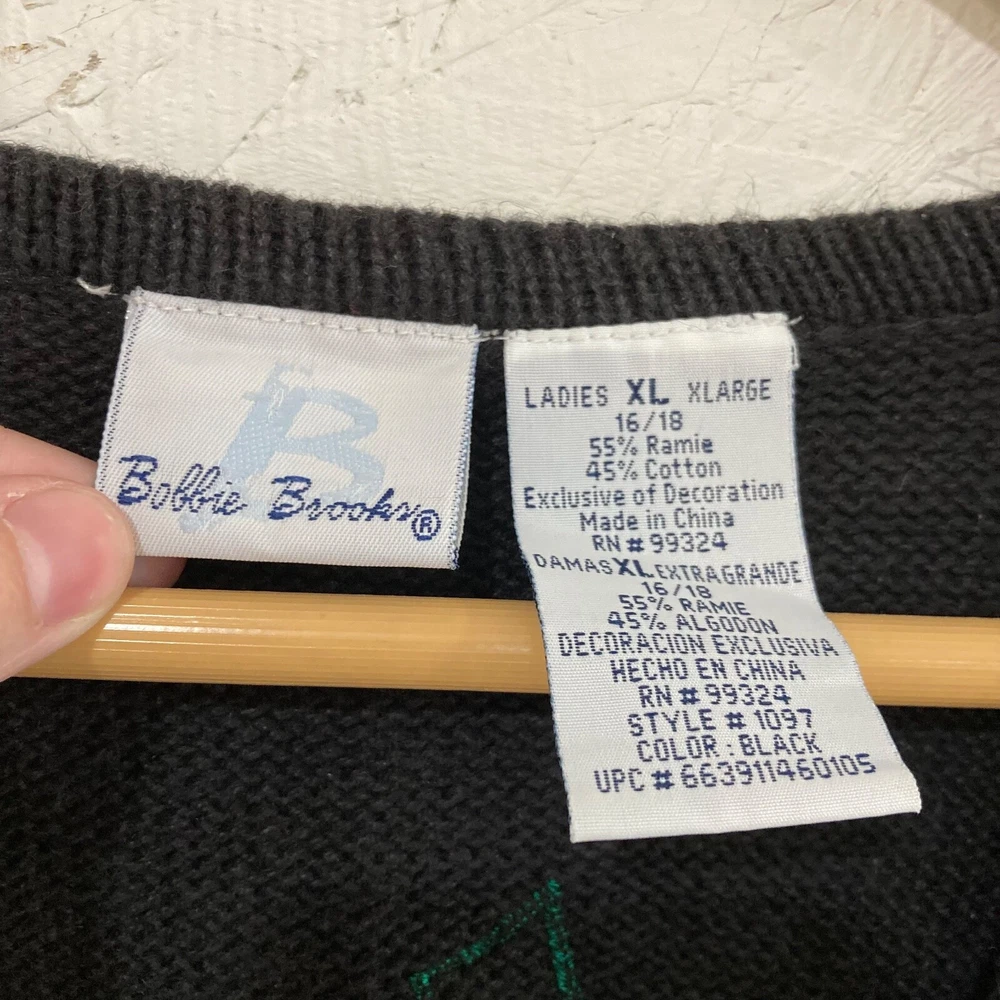 B
Bobbie Brooks®
LADIES XL XLARGE
16/18
55% Ramie
45% Cotton
Exclusive of Decoration
Made in China
RN # 99324
DAMAS XL EXTRAGRANDE
16/18
55% RAMIE
45% ALGODON
DECORACION EXCLUSIVA
HECHO EN CHINA
RN # 99324
STYLE # 1097
COLOR : BLACK
UPC # 663911460105